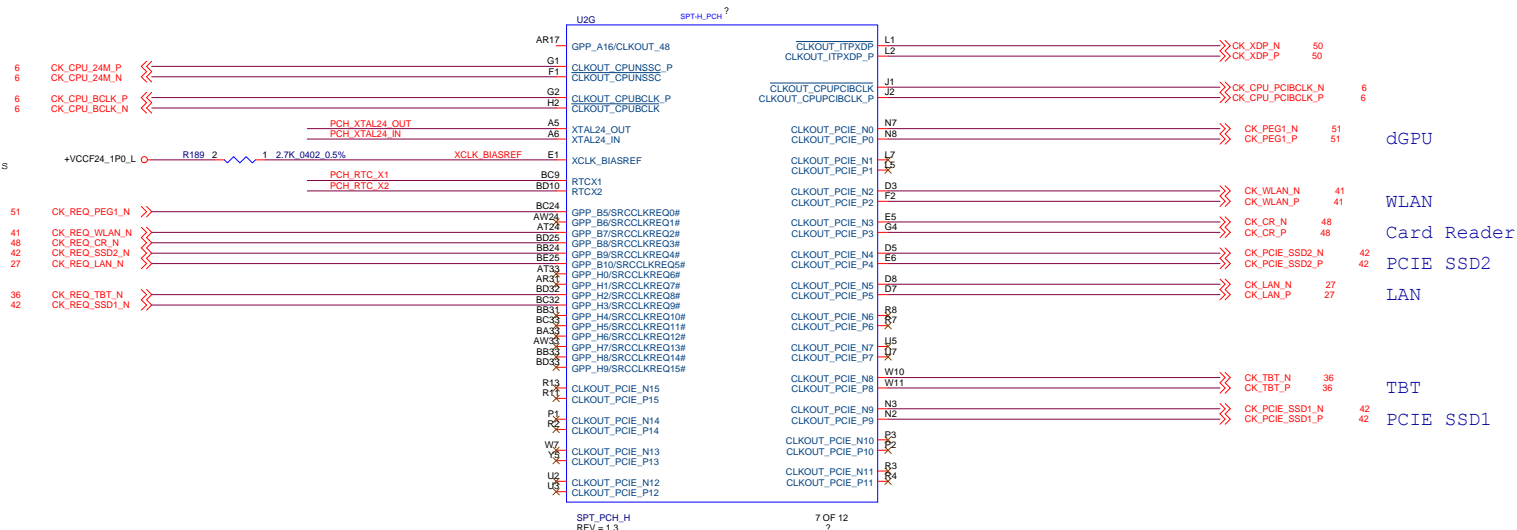 U2G SPT-H_PCH ?
AR17 GPP_A16/CLKOUT_48
CLKOUT_ITPXDP L1 CK_XDP_N 50
CLKOUT_ITPXDP_P L2 CK_XDP_P 50
6 CK_CPU_24M_P G1 CLKOUT_CPUNSSC_P
6 CK_CPU_24M_N F1 CLKOUT_CPUNSSC
CLKOUT_CPUPCIBCLK J1 CK_CPU_PCIBCLK_N 6
CLKOUT_CPUPCIBCLK_P J2 CK_CPU_PCIBCLK_P 6
6 CK_CPU_BCLK_P G2 CLKOUT_CPUBCLK_P
6 CK_CPU_BCLK_N H2 CLKOUT_CPUBCLK
PCH_XTAL24_OUT A5 XTAL24_OUT CLKOUT_PCIE_N0 N7 CK_PEG1_N 51
PCH_XTAL24_IN A6 XTAL24_IN CLKOUT_PCIE_P0 N8 CK_PEG1_P 51
dGPU
s +VCCF24_1P0_L R189 2 1 2.7K_0402_0.5% XCLK_BIASREF E1 XCLK_BIASREF
CLKOUT_PCIE_N1 L7
CLKOUT_PCIE_P1 L5
PCH_RTC_X1 BC9 RTCX1
PCH_RTC_X2 BD10 RTCX2
CLKOUT_PCIE_N2 D3 CK_WLAN_N 41
CLKOUT_PCIE_P2 F2 CK_WLAN_P 41
WLAN
51 CK_REQ_PEG1_N BC24 GPP_B5/SRCCLKREQ0#
AW24 GPP_B6/SRCCLKREQ1#
41 CK_REQ_WLAN_N AT24 GPP_B7/SRCCLKREQ2#
48 CK_REQ_CR_N BD25 GPP_B8/SRCCLKREQ3#
42 CK_REQ_SSD2_N BB24 GPP_B9/SRCCLKREQ4#
27 CK_REQ_LAN_N BE25 GPP_B10/SRCCLKREQ5#
AT33 GPP_H0/SRCCLKREQ6#
AR31 GPP_H1/SRCCLKREQ7#
36 CK_REQ_TBT_N BD32 GPP_H2/SRCCLKREQ8#
42 CK_REQ_SSD1_N BC32 GPP_H3/SRCCLKREQ9#
BB31 GPP_H4/SRCCLKREQ10#
BC33 GPP_H5/SRCCLKREQ11#
BA33 GPP_H6/SRCCLKREQ12#
AW33 GPP_H7/SRCCLKREQ13#
BB33 GPP_H8/SRCCLKREQ14#
BD33 GPP_H9/SRCCLKREQ15#
CLKOUT_PCIE_N3 E5 CK_CR_N 48
CLKOUT_PCIE_P3 G4 CK_CR_P 48
Card Reader
CLKOUT_PCIE_N4 D5 CK_PCIE_SSD2_N 42
CLKOUT_PCIE_P4 E6 CK_PCIE_SSD2_P 42
PCIE SSD2
CLKOUT_PCIE_N5 D8 CK_LAN_N 27
CLKOUT_PCIE_P5 D7 CK_LAN_P 27
LAN
CLKOUT_PCIE_N6 R8
CLKOUT_PCIE_P6 R7
CLKOUT_PCIE_N7 U5
CLKOUT_PCIE_P7 U7
CLKOUT_PCIE_N8 W10 CK_TBT_N 36
CLKOUT_PCIE_P8 W11 CK_TBT_P 36
TBT
R13 CLKOUT_PCIE_N15
R11 CLKOUT_PCIE_P15
CLKOUT_PCIE_N9 N3 CK_PCIE_SSD1_N 42
CLKOUT_PCIE_P9 N2 CK_PCIE_SSD1_P 42
PCIE SSD1
P1 CLKOUT_PCIE_N14
R2 CLKOUT_PCIE_P14
CLKOUT_PCIE_N10 P3
CLKOUT_PCIE_P10 P2
W7 CLKOUT_PCIE_N13
Y5 CLKOUT_PCIE_P13
CLKOUT_PCIE_N11 R3
CLKOUT_PCIE_P11 R4
U2 CLKOUT_PCIE_N12
U3 CLKOUT_PCIE_P12
SPT_PCH_H 7 OF 12
REV = 1.3 ?